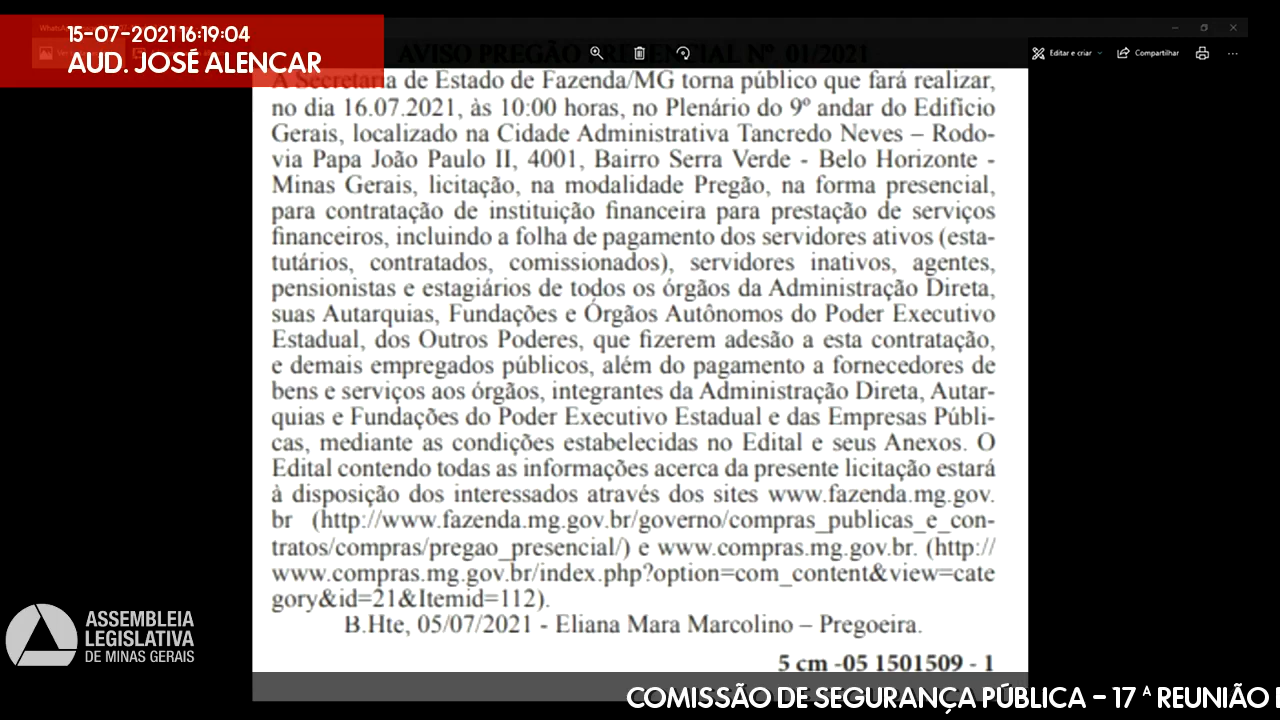 15-07-2021 16:19:04
AUD. JOSÉ ALENCAR
Editar e criar
Compartilhar
AVISO PREGÃO PRESENCIAL Nº. 01/2021
A Secretaria de Estado de Fazenda/MG torna público que fará realizar,
no dia 16.07.2021, às 10:00 horas, no Plenário do 9º andar do Edifício
Gerais, localizado na Cidade Administrativa Tancredo Neves – Rodo-
via Papa João Paulo II, 4001, Bairro Serra Verde - Belo Horizonte -
Minas Gerais, licitação, na modalidade Pregão, na forma presencial,
para contratação de instituição financeira para prestação de serviços
financeiros, incluindo a folha de pagamento dos servidores ativos (esta-
tutários, contratados, comissionados), servidores inativos, agentes,
pensionistas e estagiários de todos os órgãos da Administração Direta,
suas Autarquias, Fundações e Órgãos Autônomos do Poder Executivo
Estadual, dos Outros Poderes, que fizerem adesão a esta contratação,
e demais empregados públicos, além do pagamento a fornecedores de
bens e serviços aos órgãos, integrantes da Administração Direta, Autar-
quias e Fundações do Poder Executivo Estadual e das Empresas Públi-
cas, mediante as condições estabelecidas no Edital e seus Anexos. O
Edital contendo todas as informações acerca da presente licitação estará
à disposição dos interessados através dos sites www.fazenda.mg.gov.
br (http://www.fazenda.mg.gov.br/governo/compras_publicas_e_con-
tratos/compras/pregao_presencial/) e www.compras.mg.gov.br. (http://
www.compras.mg.gov.br/index.php?option=com_content&view=cate
gory&id=21&Itemid=112).
B.Hte, 05/07/2021 - Eliana Mara Marcolino – Pregoeira.
5 cm -05 1501509 - 1
ASSEMBLEIA
LEGISLATIVA
DE MINAS GERAIS
COMISSÃO DE SEGURANÇA PÚBLICA – 17 ª REUNIÃO